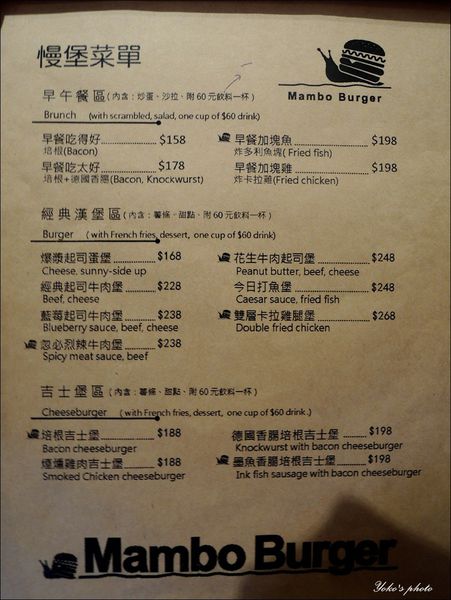 慢堡菜單
Mambo Burger
早午餐區(內含:炒蛋、沙拉、附60元飲料一杯)
Brunch (with scrambled, salad, one cup of $60 drink)
早餐吃得好 $158
培根(Bacon)
早餐吃太好 $178
培根+德國香腸(Bacon, Knockwurst)
早餐加塊魚 $198
炸多利魚塊(Fried fish)
早餐加塊雞 $198
炸卡拉雞(Fried chicken)
經典漢堡區(內含:薯條、甜點、附60元飲料一杯)
Burger (with French fries, dessert, one cup of $60 drink)
爆漿起司蛋堡 $168
Cheese, sunny-side up
經典起司牛肉堡 $228
Beef, cheese
藍莓起司牛肉堡 $238
Blueberry sauce, beef, cheese
忽必烈辣牛肉堡 $238
Spicy meat sauce, beef
花生牛肉起司堡 $248
Peanut butter, beef, cheese
今日打魚堡 $248
Caesar sauce, fried fish
雙層卡拉雞腿堡 $268
Double fried chicken
吉士堡區(內含:薯條、甜點、附60元飲料一杯)
Cheeseburger (with French fries, dessert, one cup of $60 drink.)
培根吉士堡 $188
Bacon cheeseburger
煙燻雞肉吉士堡 $188
Smoked Chicken cheeseburger
德國香腸培根吉士堡 $198
Knockwurst with bacon cheeseburger
墨魚香腸培根吉士堡 $198
Ink fish sausage with bacon cheeseburger
Mambo Burger
Yoko's photo